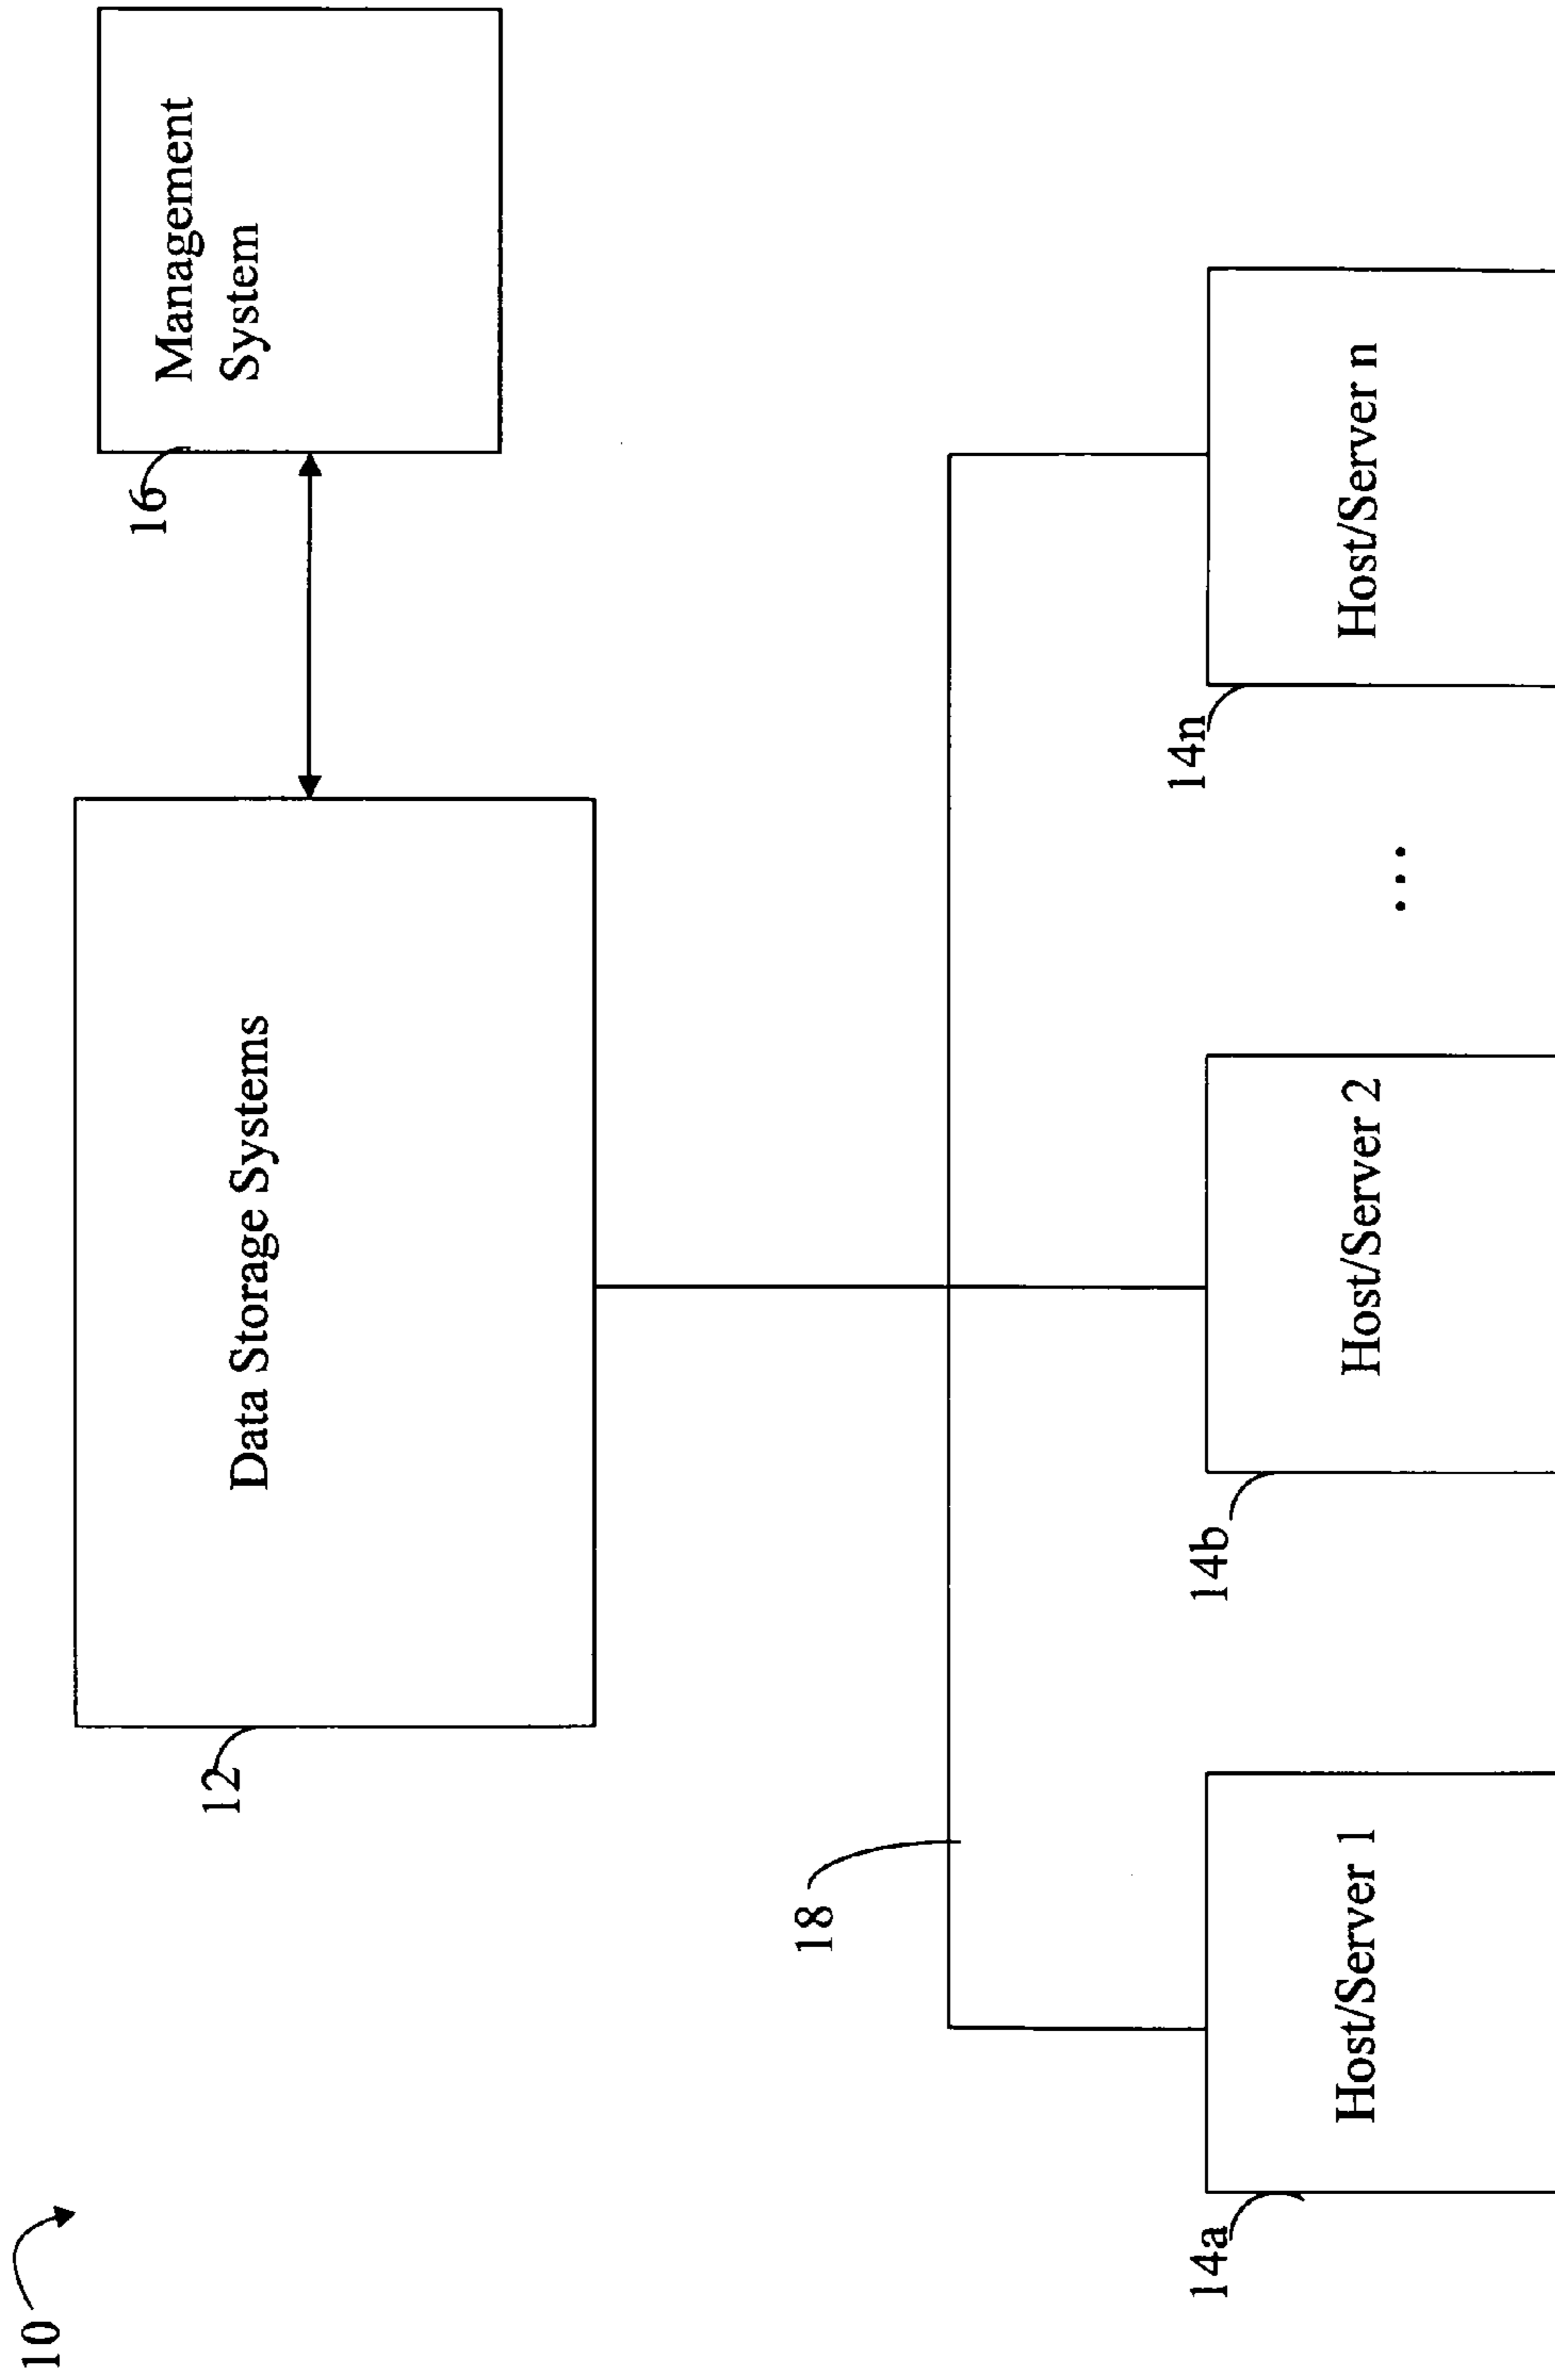 10
12
Data Storage Systems
16
Management
System
18
14a
Host/Server 1
14b
Host/Server 2
...
14n
Host/Server n